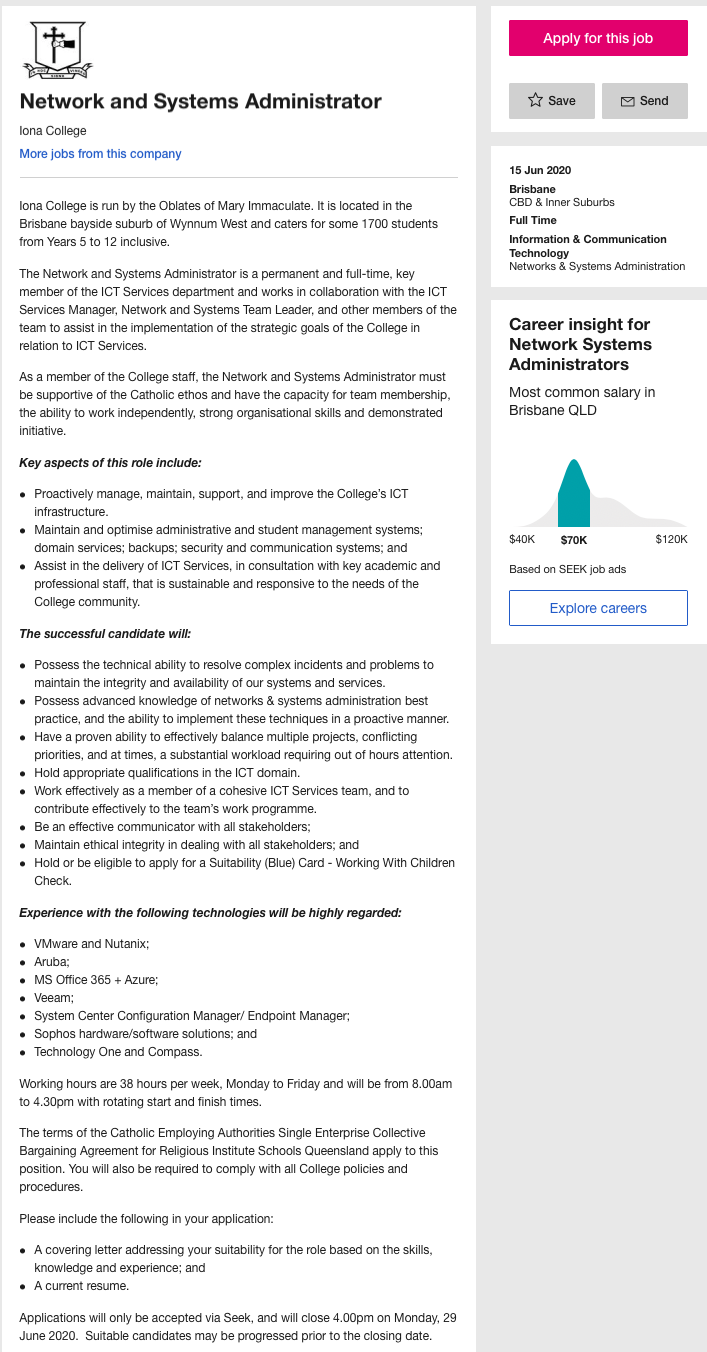 Network and Systems Administrator
Iona College
More jobs from this company
Iona College is run by the Oblates of Mary Immaculate. It is located in the
Brisbane bayside suburb of Wynnum West and caters for some 1700 students
from Years 5 to 12 inclusive.
The Network and Systems Administrator is a permanent and full-time, key
member of the ICT Services department and works in collaboration with the ICT
Services Manager, Network and Systems Team Leader, and other members of the
team to assist in the implementation of the strategic goals of the College in
relation to ICT Services.
As a member of the College staff, the Network and Systems Administrator must
be supportive of the Catholic ethos and have the capacity for team membership,
the ability to work independently, strong organisational skills and demonstrated
initiative.
Key aspects of this role include:
● Proactively manage, maintain, support, and improve the College’s ICT
infrastructure.
● Maintain and optimise administrative and student management systems;
domain services; backups; security and communication systems; and
● Assist in the delivery of ICT Services, in consultation with key academic and
professional staff, that is sustainable and responsive to the needs of the
College community.
The successful candidate will:
● Possess the technical ability to resolve complex incidents and problems to
maintain the integrity and availability of our systems and services.
● Possess advanced knowledge of networks & systems administration best
practice, and the ability to implement these techniques in a proactive manner.
● Have a proven ability to effectively balance multiple projects, conflicting
priorities, and at times, a substantial workload requiring out of hours attention.
● Hold appropriate qualifications in the ICT domain.
● Work effectively as a member of a cohesive ICT Services team, and to
contribute effectively to the team’s work programme.
● Be an effective communicator with all stakeholders;
● Maintain ethical integrity in dealing with all stakeholders; and
● Hold or be eligible to apply for a Suitability (Blue) Card - Working With Children
Check.
Experience with the following technologies will be highly regarded:
● VMware and Nutanix;
● Aruba;
● MS Office 365 + Azure;
● Veeam;
● System Center Configuration Manager/ Endpoint Manager;
● Sophos hardware/software solutions; and
● Technology One and Compass.
Working hours are 38 hours per week, Monday to Friday and will be from 8.00am
to 4.30pm with rotating start and finish times.
The terms of the Catholic Employing Authorities Single Enterprise Collective
Bargaining Agreement for Religious Institute Schools Queensland apply to this
position. You will also be required to comply with all College policies and
procedures.
Please include the following in your application:
● A covering letter addressing your suitability for the role based on the skills,
knowledge and experience; and
● A current resume.
Applications will only be accepted via Seek, and will close 4.00pm on Monday, 29
June 2020. Suitable candidates may be progressed prior to the closing date.
Apply for this job
Save
Send
15 Jun 2020
Brisbane
CBD & Inner Suburbs
Full Time
Information & Communication
Technology
Networks & Systems Administration
Career insight for
Network Systems
Administrators
Most common salary in
Brisbane QLD
$40K $70K $120K
Based on SEEK job ads
Explore careers